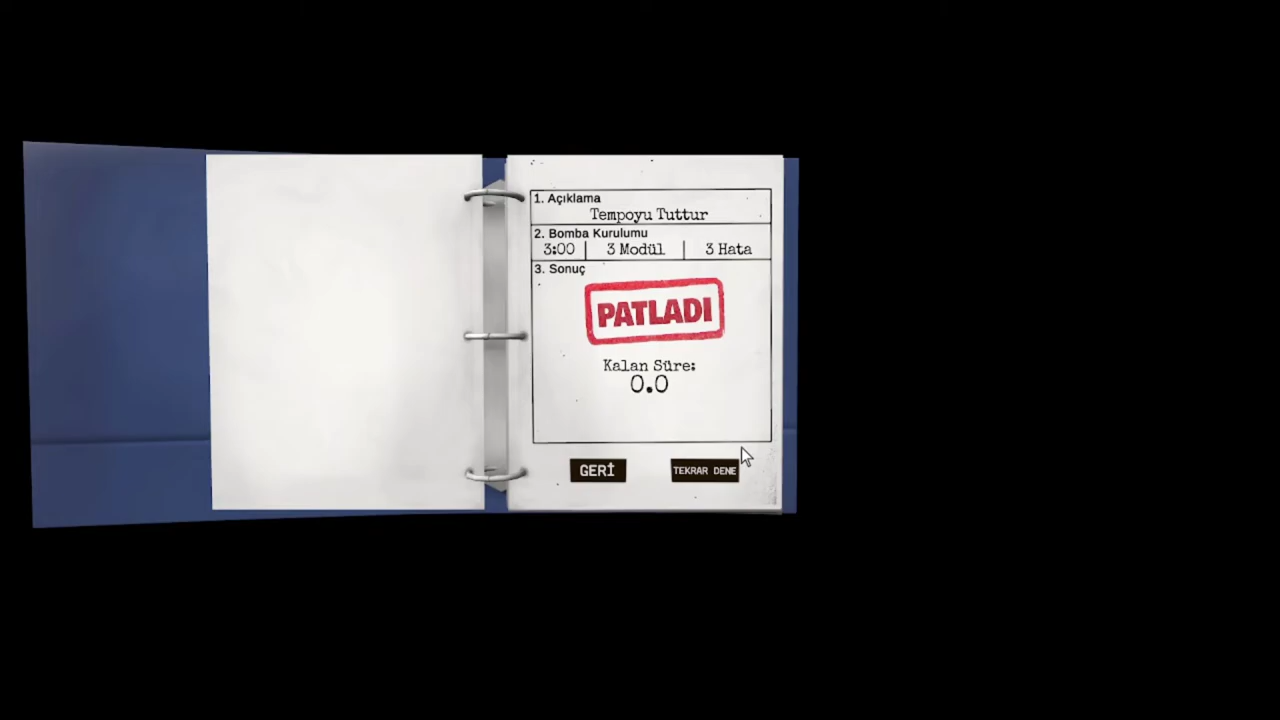 1. Açıklama
Tempoyu Tuttur
2. Bomba Kurulumu
3:00 | 3 Modül | 3 Hata
3. Sonuç
PATLADI
Kalan Süre:
0.0
GERİ
TEKRAR DENE